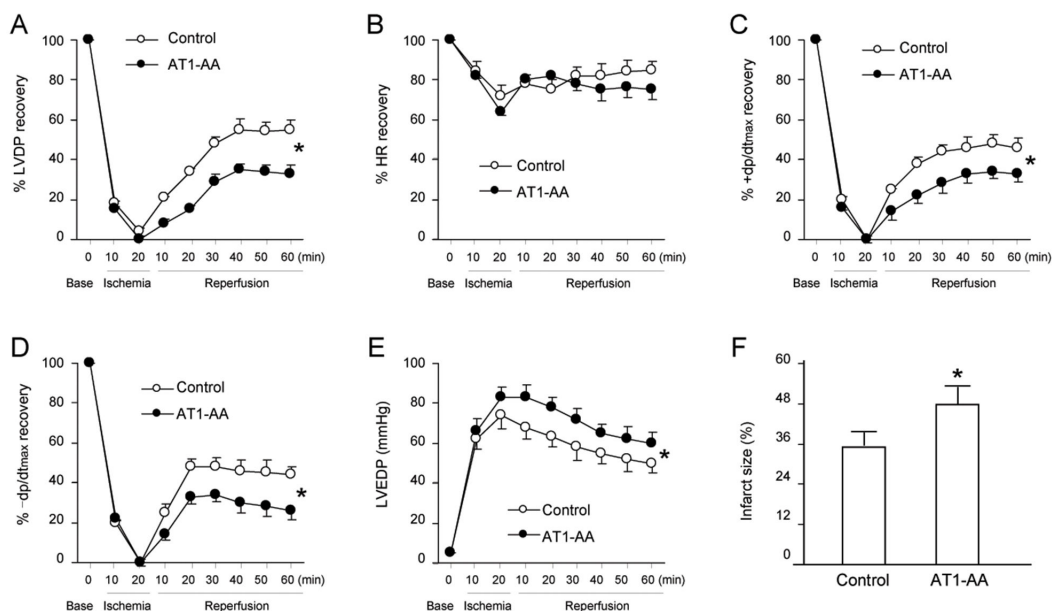 A
% LVDP recovery
100
80
60
40
20
0
Control
AT1-AA
*
0 10 20 10 20 30 40 50 60 (min)
Base Ischemia Reperfusion
B
% HR recovery
100
80
60
40
20
0
Control
AT1-AA
0 10 20 10 20 30 40 50 60 (min)
Base Ischemia Reperfusion
C
% +dp/dtmax recovery
100
80
60
40
20
0
Control
AT1-AA
*
0 10 20 10 20 30 40 50 60 (min)
Base Ischemia Reperfusion
D
% −dp/dtmax recovery
100
80
60
40
20
0
Control
AT1-AA
*
0 10 20 10 20 30 40 50 60 (min)
Base Ischemia Reperfusion
E
LVEDP (mmHg)
100
80
60
40
20
0
Control
AT1-AA
*
0 10 20 10 20 30 40 50 60 (min)
Base Ischemia Reperfusion
F
Infarct size (%)
60
48
36
24
12
0
*
Control AT1-AA